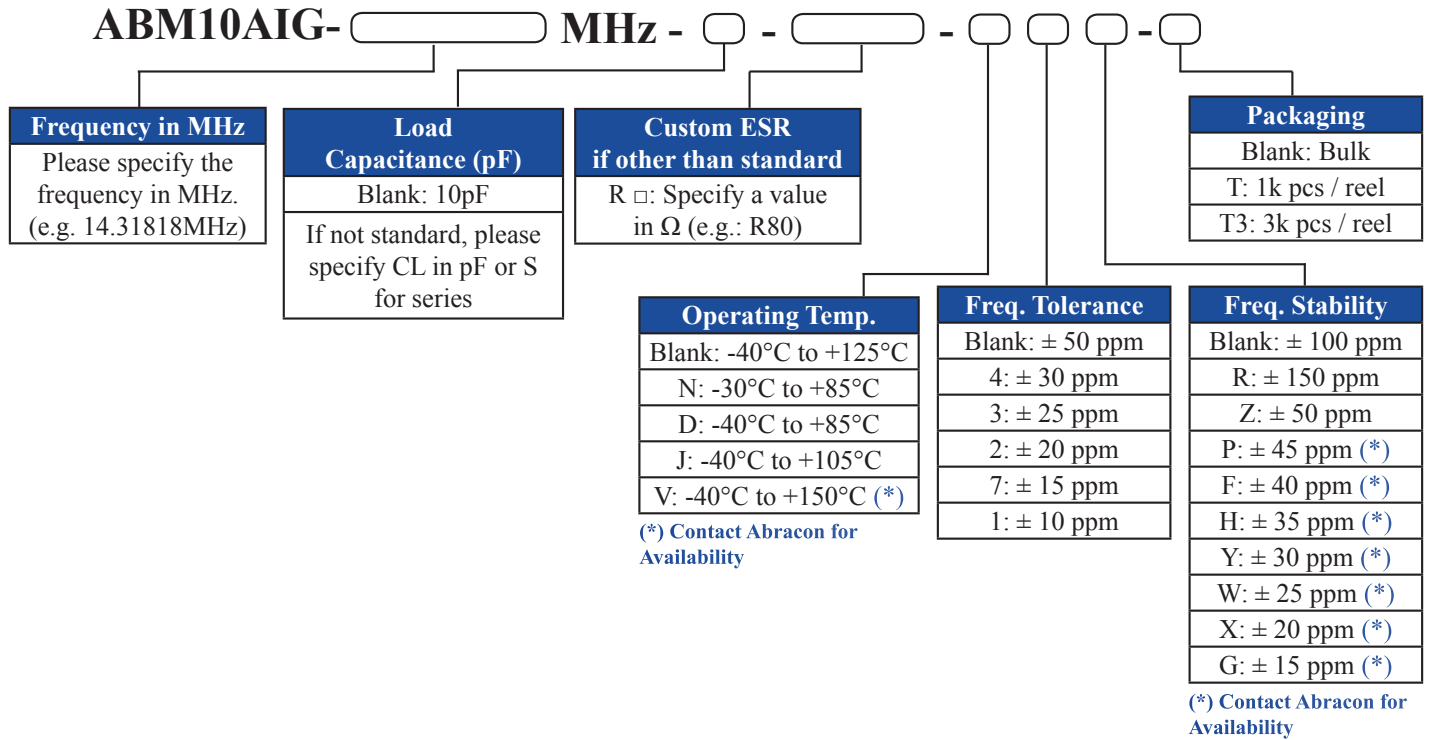 ABM10AIG- MHz - - - -
Frequency in MHz
Please specify the
frequency in MHz.
(e.g. 14.31818MHz)
Load
Capacitance (pF)
Blank: 10pF
If not standard, please
specify CL in pF or S
for series
Custom ESR
if other than standard
R □: Specify a value
in Ω (e.g.: R80)
Operating Temp.
Blank: -40°C to +125°C
N: -30°C to +85°C
D: -40°C to +85°C
J: -40°C to +105°C
V: -40°C to +150°C (*)
(*) Contact Abracon for
Availability
Freq. Tolerance
Blank: ± 50 ppm
4: ± 30 ppm
3: ± 25 ppm
2: ± 20 ppm
7: ± 15 ppm
1: ± 10 ppm
Freq. Stability
Blank: ± 100 ppm
R: ± 150 ppm
Z: ± 50 ppm
P: ± 45 ppm (*)
F: ± 40 ppm (*)
H: ± 35 ppm (*)
Y: ± 30 ppm (*)
W: ± 25 ppm (*)
X: ± 20 ppm (*)
G: ± 15 ppm (*)
(*) Contact Abracon for
Availability
Packaging
Blank: Bulk
T: 1k pcs / reel
T3: 3k pcs / reel